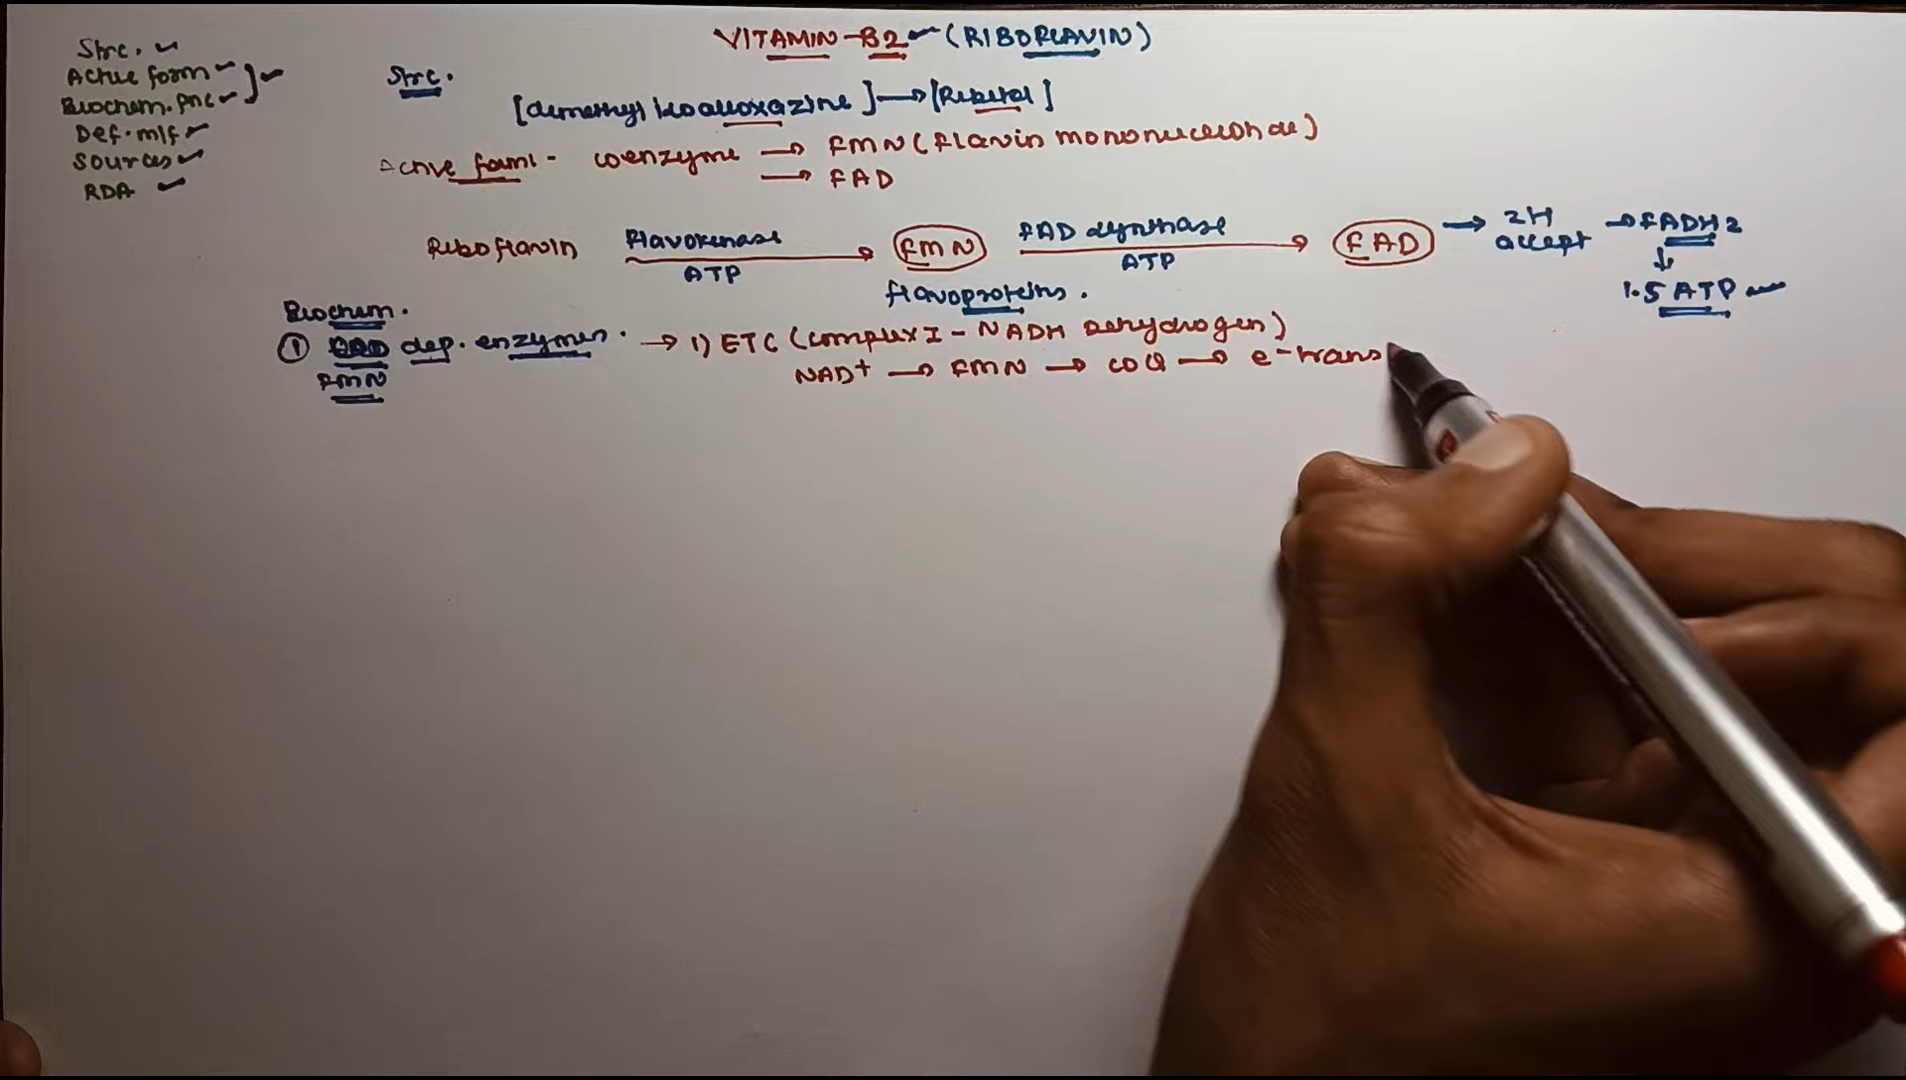 VITAMIN-B2 (RIBOFLAVIN)
Strc.
Active form
Biochem. fnc
Def. m/f
Sources
RDA
Strc.
[dimethyl isoalloxazine] → [Ribitol]
Active form - coenzyme → FMN (Flavin mononucleotide)
→ FAD
Riboflavin Flavokinase ATP → FMN FAD synthase ATP → FAD → 2H accept → FADH2
↓
flavoproteins. 1.5 ATP
Biochem.
① dep. enzymes. → 1) ETC (complex I - NADH Dehydrogen)
FMN NAD+ → FMN → COQ → e- trans